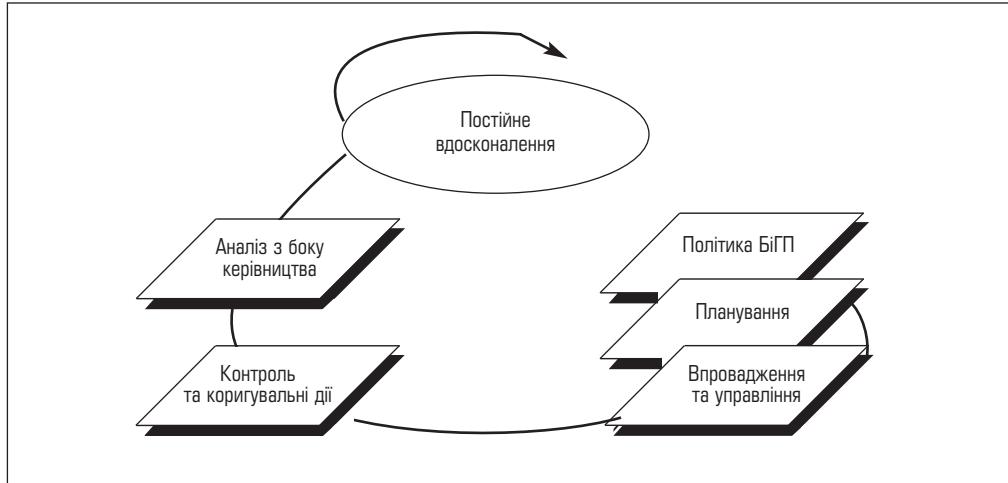 Постійне
вдосконалення
Аналіз з боку
керівництва
Політика БіГП
Планування
Контроль
та коригувальні дії
Впровадження
та управління